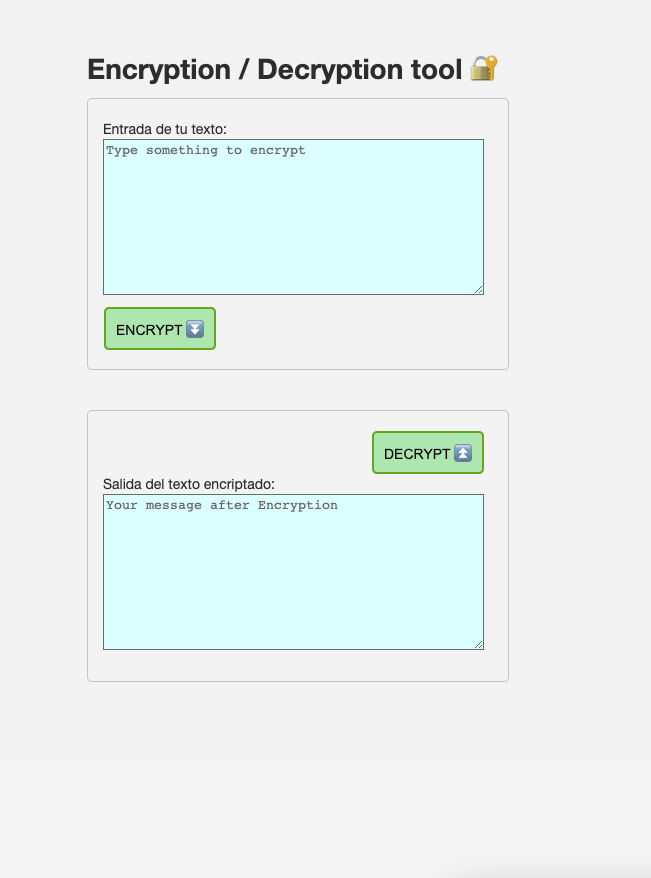 Encryption / Decryption tool 🔐
Entrada de tu texto:
Type something to encrypt
ENCRYPT ⏬
DECRYPT ⏫
Salida del texto encriptado:
Your message after Encryption